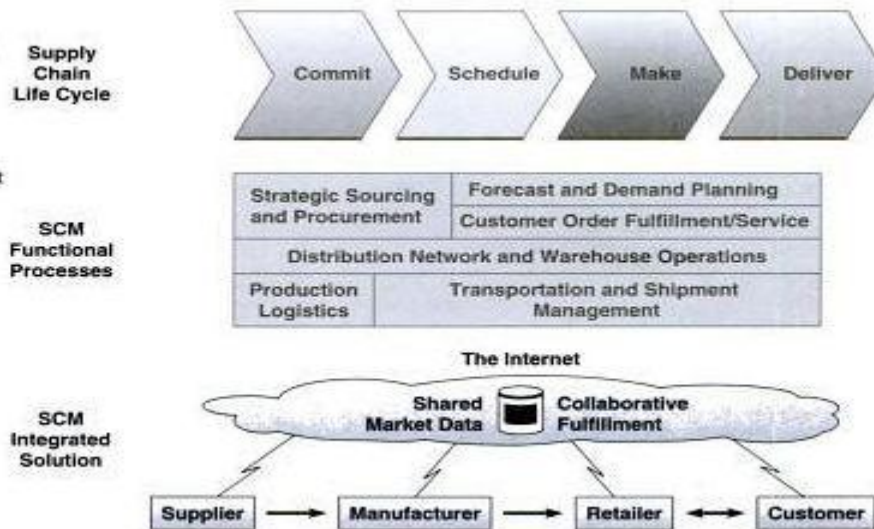 Supply
Chain
Life Cycle
Commit
Schedule
Make
Deliver
t
SCM
Functional
Processes
Strategic Sourcing
and Procurement
Forecast and Demand Planning
Customer Order Fulfillment/Service
Distribution Network and Warehouse Operations
Production
Logistics
Transportation and Shipment
Management
The Internet
SCM
Integrated
Solution
Shared
Market Data
Collaborative
Fulfillment
Supplier
Manufacturer
Retailer
Customer